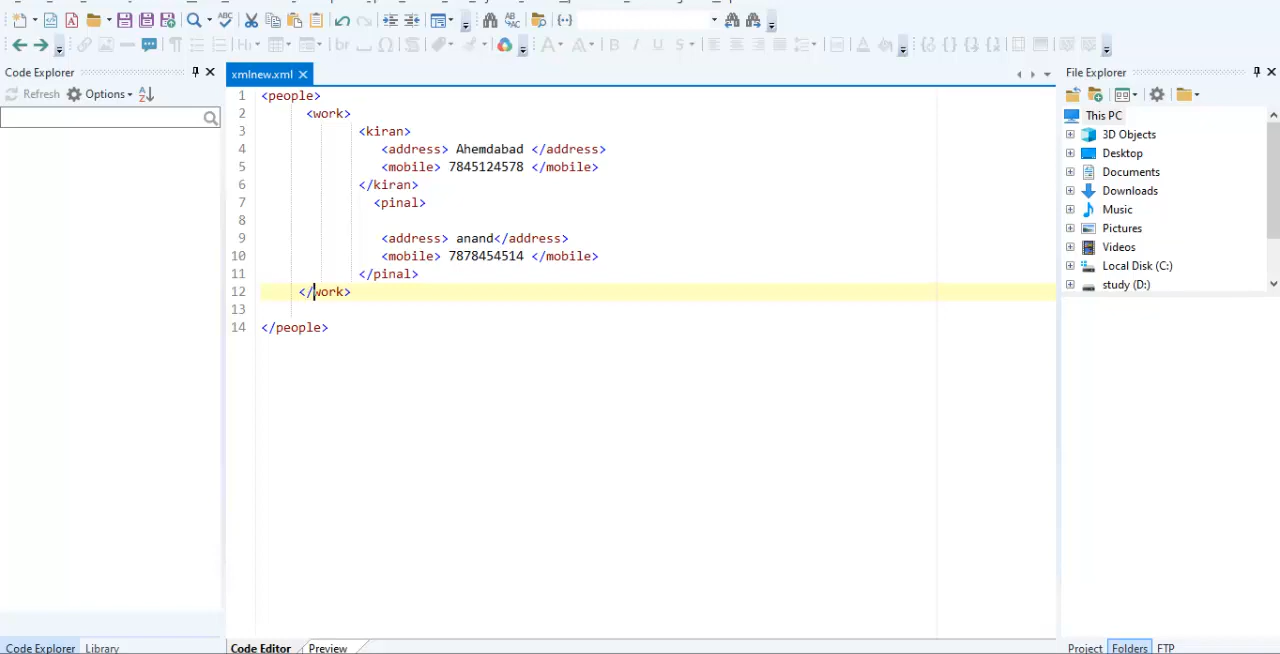 Code Explorer
Refresh Options
xmlnew.xml
1 <people>
2 <work>
3 <kiran>
4 <address> Ahemdabad </address>
5 <mobile> 7845124578 </mobile>
6 </kiran>
7 <pinal>
8
9 <address> anand</address>
10 <mobile> 7878454514 </mobile>
11 </pinal>
12 </work>
13
14 </people>
File Explorer
This PC
3D Objects
Desktop
Documents
Downloads
Music
Pictures
Videos
Local Disk (C:)
study (D:)
Code Explorer Library
Code Editor Preview
Project Folders FTP